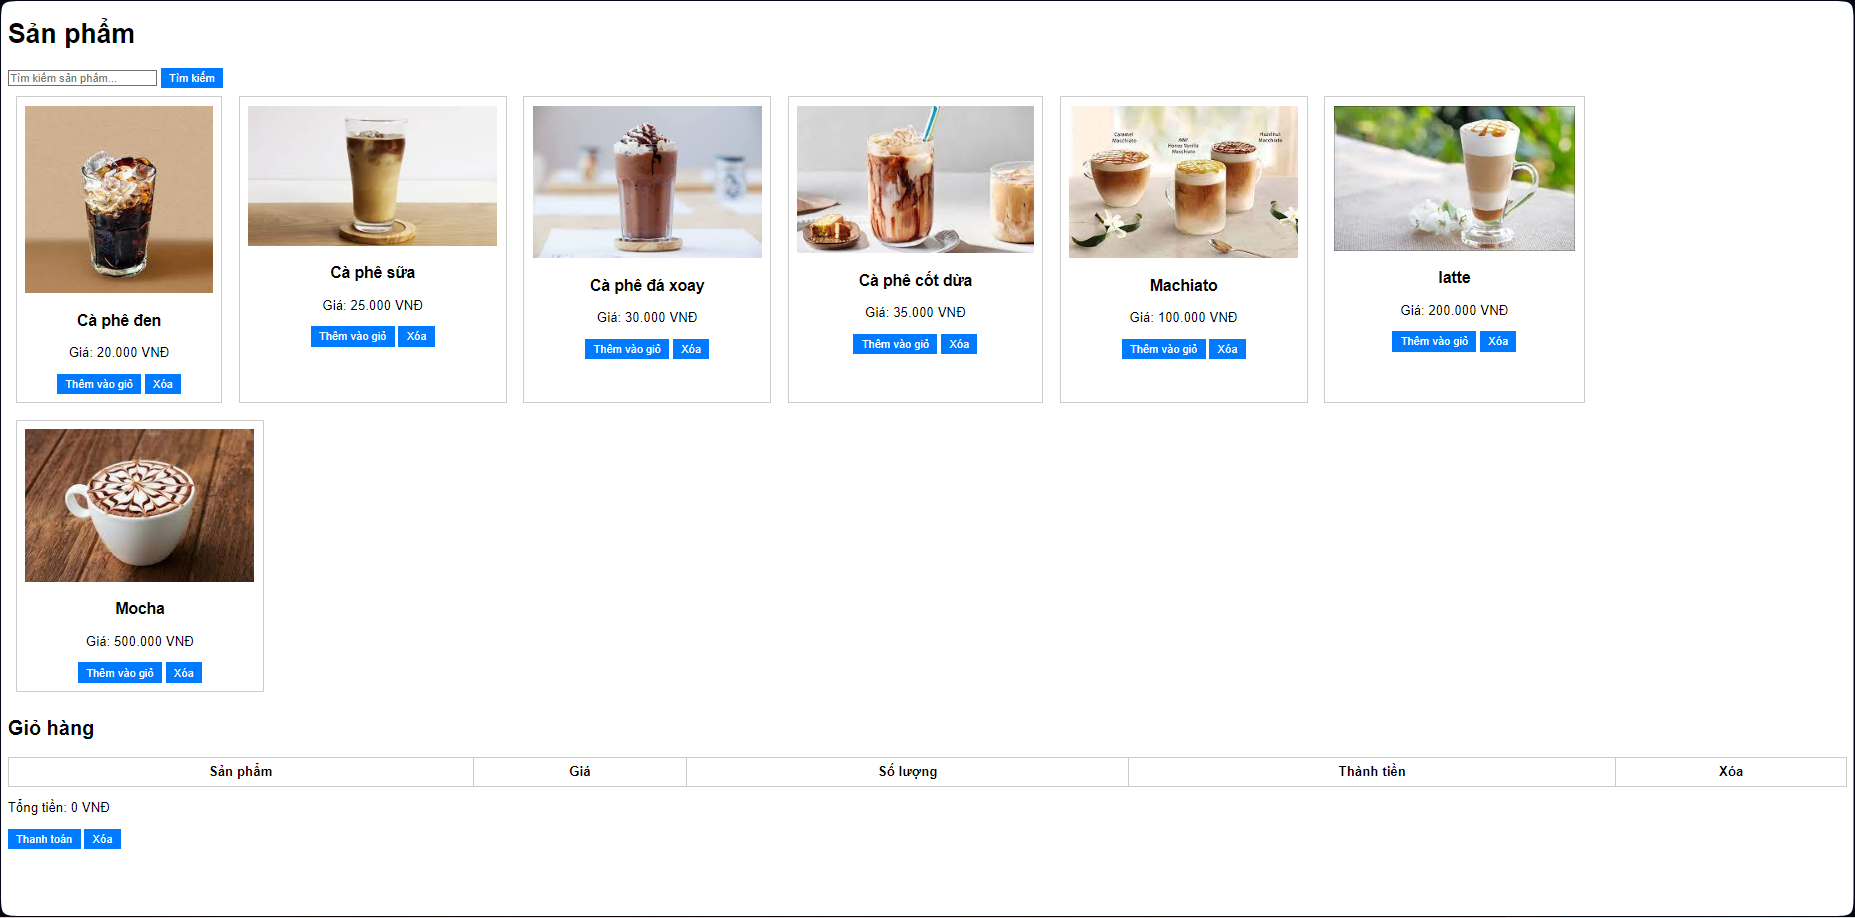 Sản phẩm
Tìm kiếm sản phẩm...
Tìm kiếm
Caramel
Macchiato
Honey Vanilla
Macchiato
Hazelnut
Macchiato
Cà phê đen
Giá: 20.000 VNĐ
Thêm vào giỏ Xóa
Cà phê sữa
Giá: 25.000 VNĐ
Thêm vào giỏ Xóa
Cà phê đá xoay
Giá: 30.000 VNĐ
Thêm vào giỏ Xóa
Cà phê cốt dừa
Giá: 35.000 VNĐ
Thêm vào giỏ Xóa
Machiato
Giá: 100.000 VNĐ
Thêm vào giỏ Xóa
latte
Giá: 200.000 VNĐ
Thêm vào giỏ Xóa
Mocha
Giá: 500.000 VNĐ
Thêm vào giỏ Xóa
Giỏ hàng
Sản phẩm Giá Số lượng Thành tiền Xóa
Tổng tiền: 0 VNĐ
Thanh toán Xóa